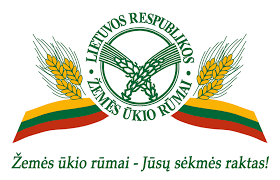 LIETUVOS RESPUBLIKOS
ŽEMĖS ŪKIO RŪMAI
Žemės ūkio rūmai - Jūsų sėkmės raktas!